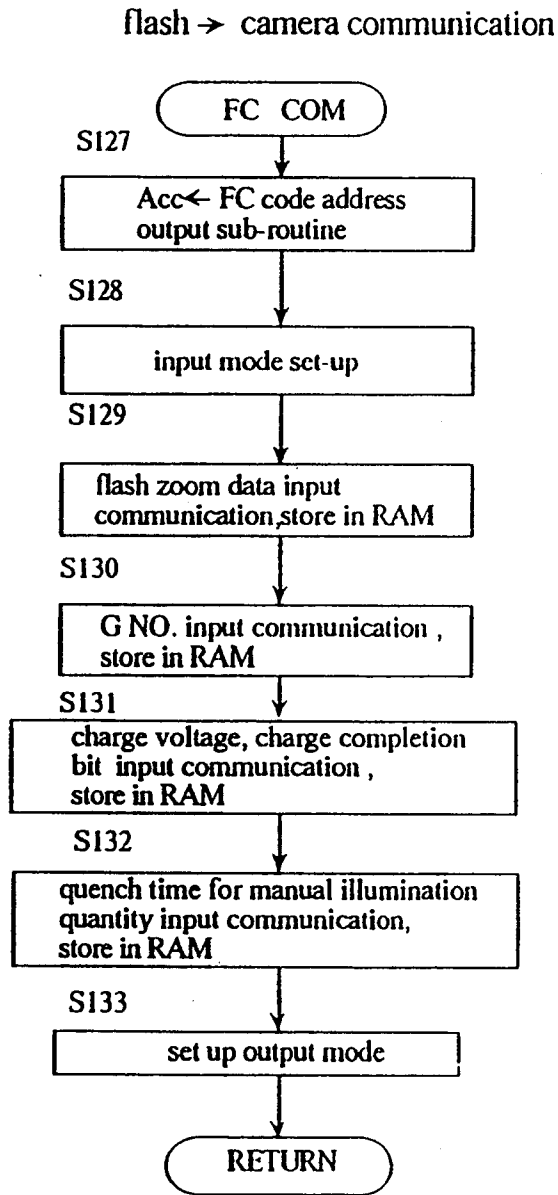 flash → camera communication
FC COM
S127
Acc← FC code address
output sub-routine
S128
input mode set-up
S129
flash zoom data input
communication,store in RAM
S130
G NO. input communication ,
store in RAM
S131
charge voltage, charge completion
bit input communication ,
store in RAM
S132
quench time for manual illumination
quantity input communication,
store in RAM
S133
set up output mode
RETURN